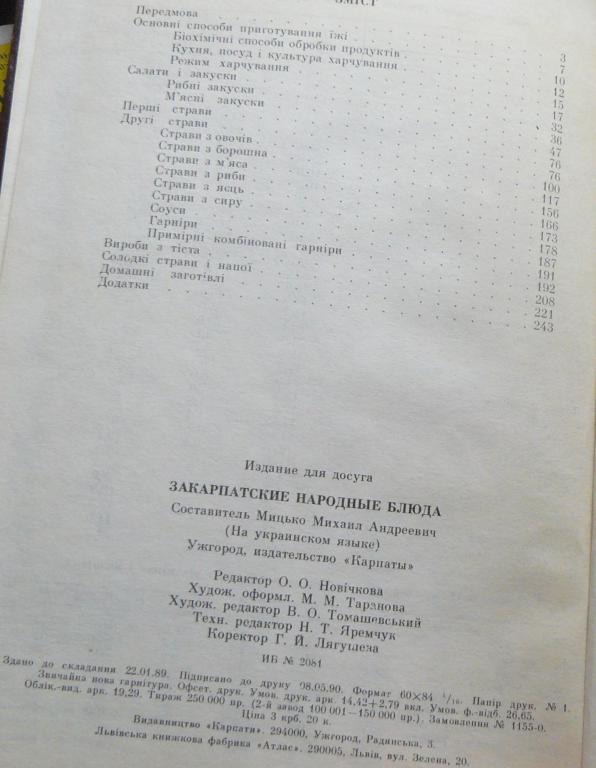 ЗМІСТ
Передмова . . . . . . . . . . 3
Основні способи приготування їжі . . . . . . . . . . 7
Біохімічні способи обробки продуктів . . . . . . . . . . 10
Кухня, посуд і культура харчування . . . . . . . . . . 12
Режим харчування . . . . . . . . . . 15
Салати і закуски . . . . . . . . . . 17
Рибні закуски . . . . . . . . . . 32
М'ясні закуски . . . . . . . . . . 36
Перші страви . . . . . . . . . . 47
Другі страви . . . . . . . . . . 76
Страви з овочів . . . . . . . . . . 76
Страви з борошна . . . . . . . . . . 100
Страви з м'яса . . . . . . . . . . 117
Страви з риби . . . . . . . . . . 156
Страви з яєць . . . . . . . . . . 166
Страви з сиру . . . . . . . . . . 173
Соуси . . . . . . . . . . 178
Гарніри . . . . . . . . . . 187
Примірні комбіновані гарніри . . . . . . . . . . 191
Вироби з тіста . . . . . . . . . . 192
Солодкі страви і напої . . . . . . . . . . 208
Домашні заготівлі . . . . . . . . . . 221
Додатки . . . . . . . . . . 243
Издание для досуга
ЗАКАРПАТСКИЕ НАРОДНЫЕ БЛЮДА
Составитель Мицько Михаил Андреевич
(На украинском языке)
Ужгород, издательство «Карпаты»
Редактор О. О. Новічкова
Худож. оформл. М. М. Таранова
Худож. редактор В. О. Томашевський
Техн. редактор Н. Т. Яремчук
Коректор Г. Й. Лягушеза
ИБ № 2081
Здано до складання 22.01.89. Підписано до друку 08.05.90. Формат 60×84 1/16. Папір друк. № 1.
Звичайна нова гарнітура. Офсет. друк. Умов. друк. арк. 14,42+2,79 вкл. Умов. ф.-відб. 26,65.
Облік.-вид. арк. 19,29. Тираж 250 000 пр. (2-й завод 100 001—150 000 пр.). Замовлення № 1155-0.
Ціна 3 крб. 20 к.
Видавництво «Карпати». 294000, Ужгород, Радянська, 3.
Львівська книжкова фабрика «Атлас». 290005, Львів, вул. Зелена, 20.